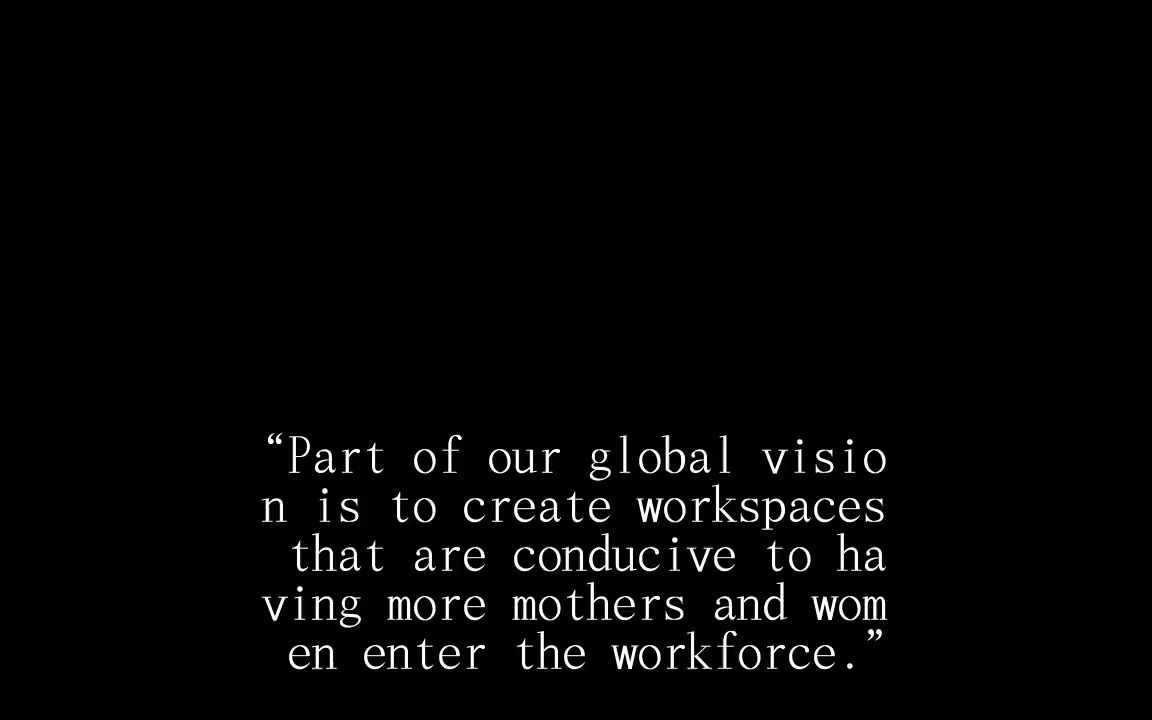 “Part of our global visio
n is to create workspaces
that are conducive to ha
ving more mothers and wom
en enter the workforce.”